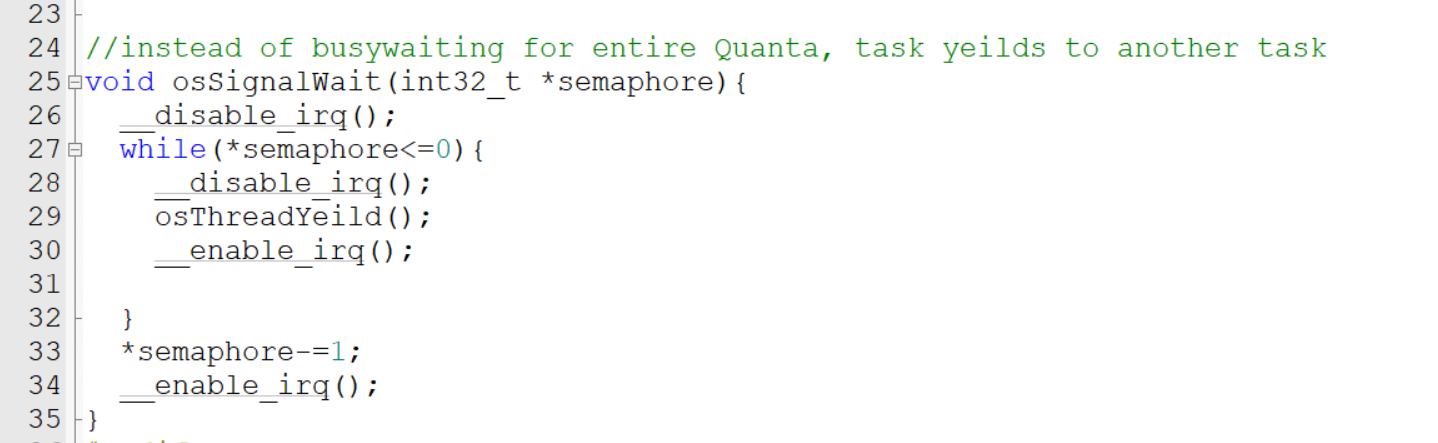 23
24 //instead of busywaiting for entire Quanta, task yeilds to another task
25 void osSignalWait(int32_t *semaphore){
26 __disable_irq();
27 while(*semaphore<=0){
28 __disable_irq();
29 osThreadYeild();
30 __enable_irq();
31
32 }
33 *semaphore-=1;
34 __enable_irq();
35 }